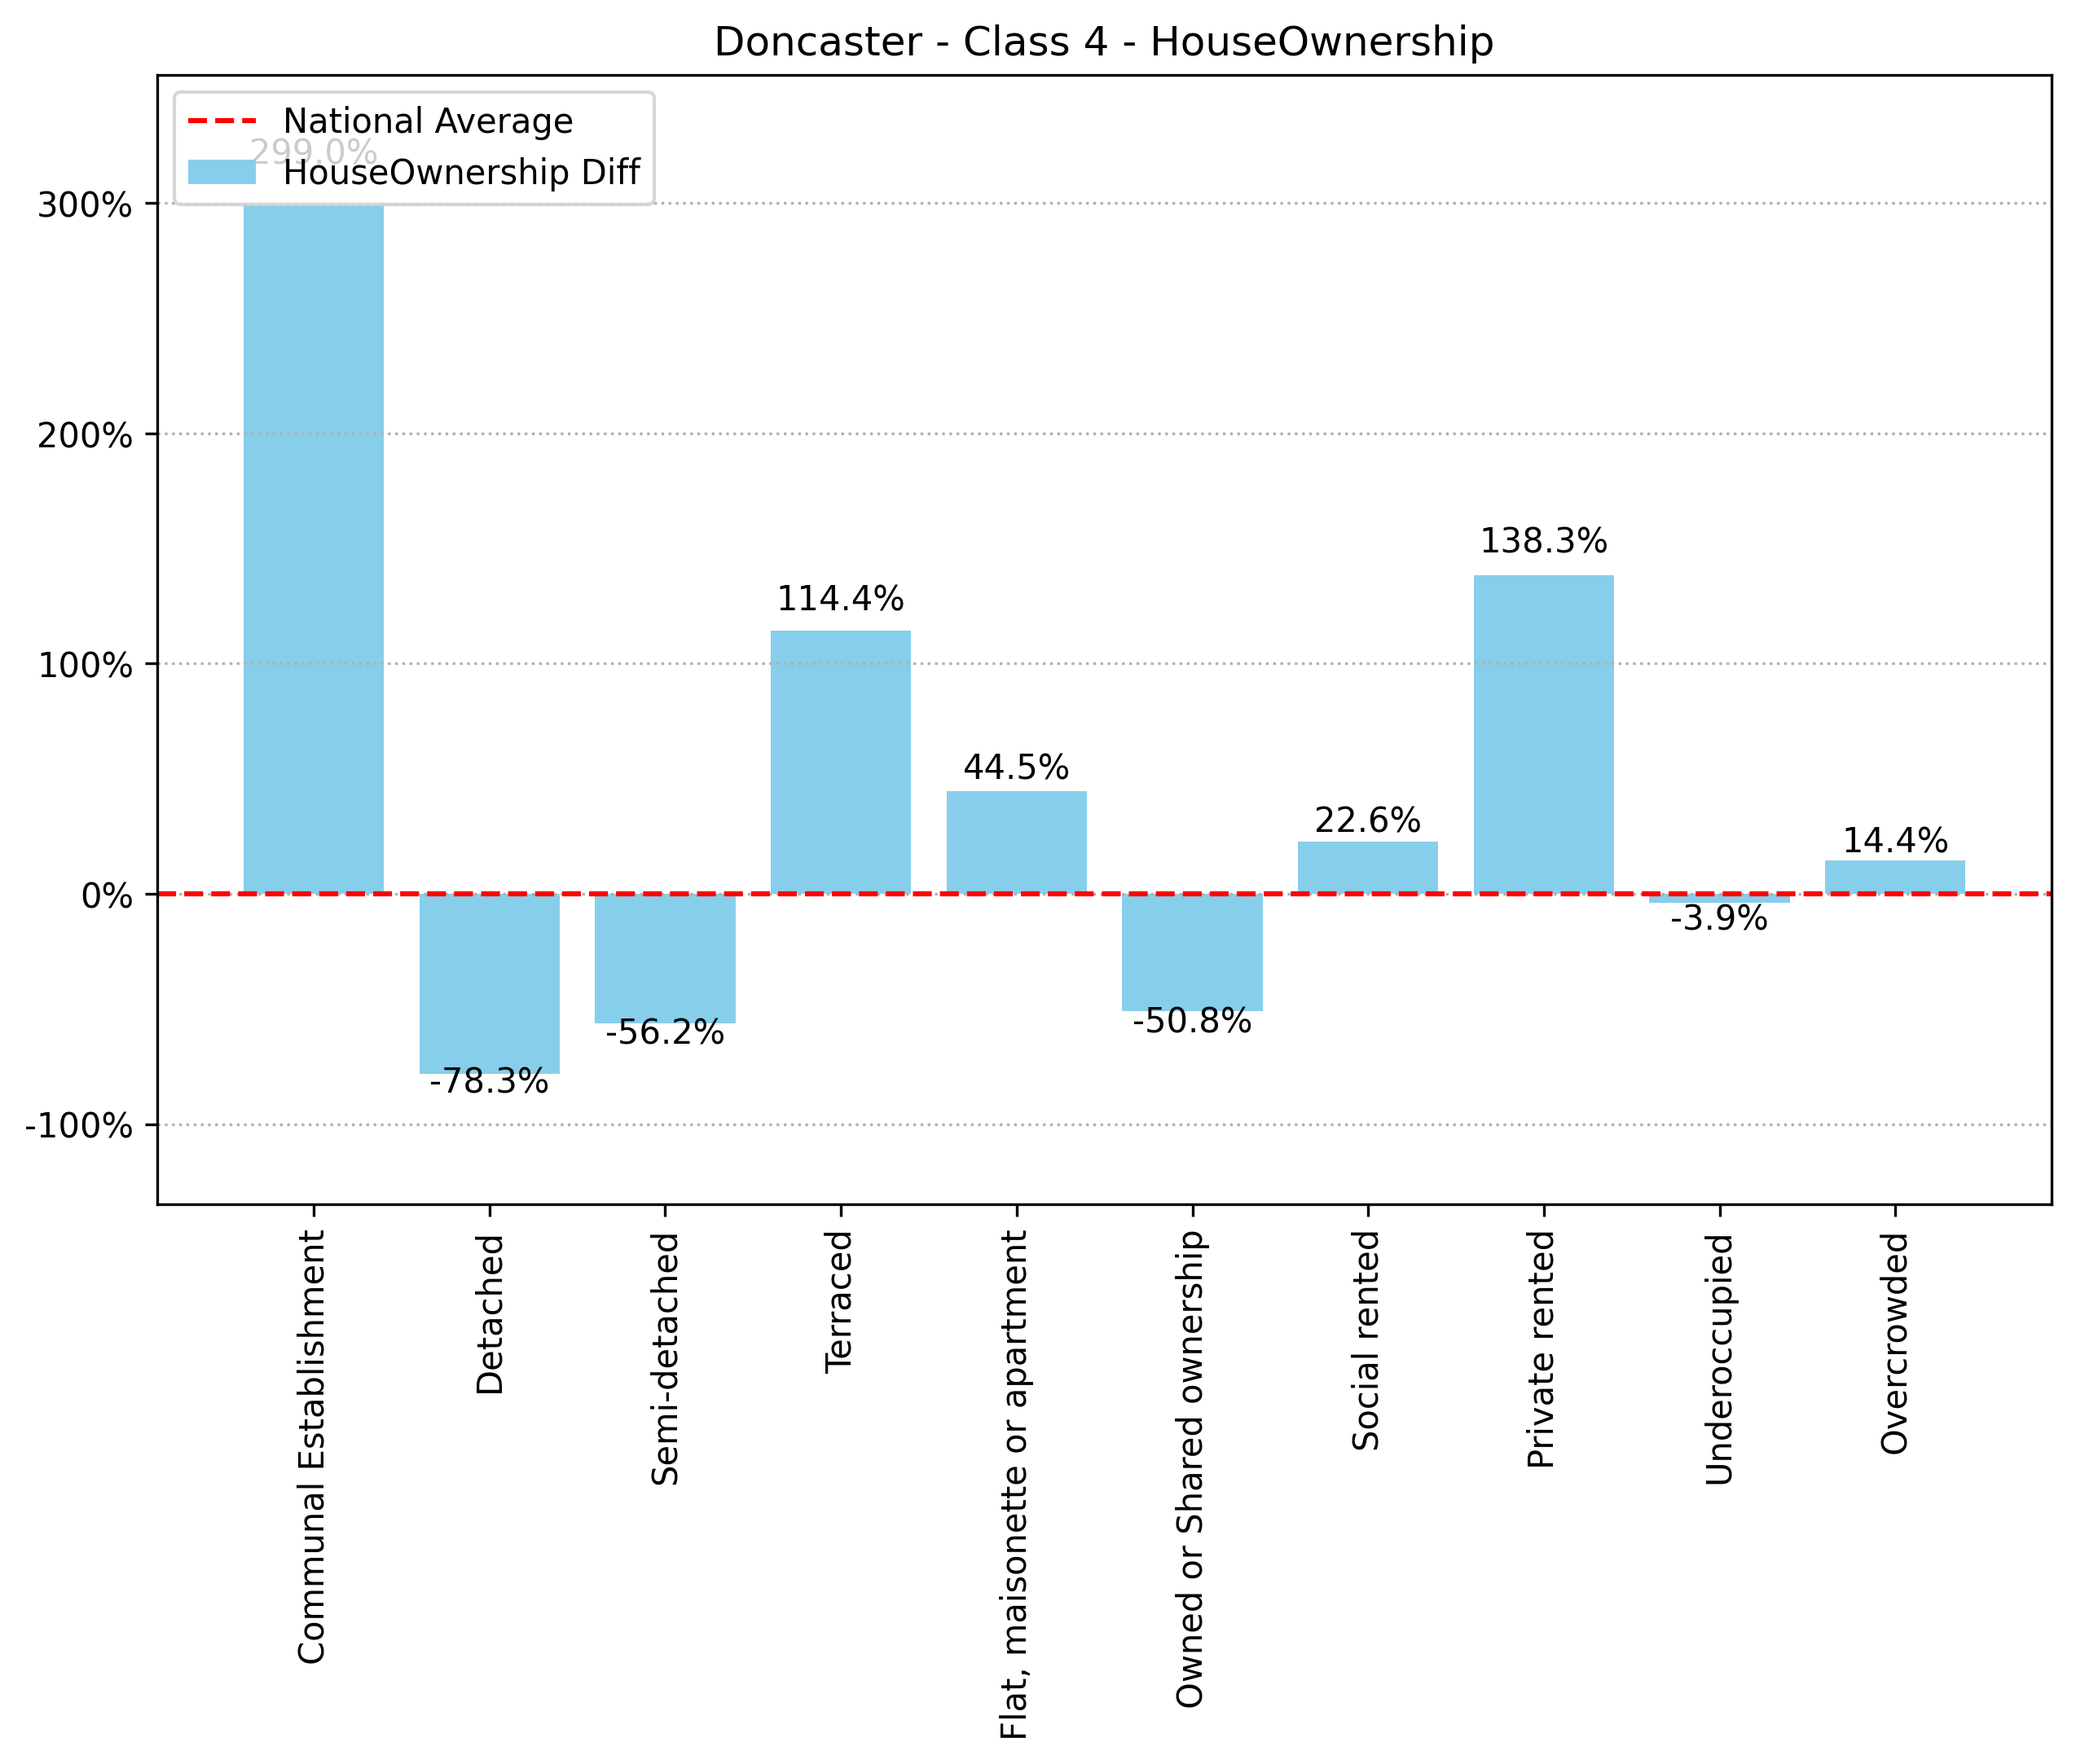 Doncaster - Class 4 - HouseOwnership
National Average
299.0%
HouseOwnership Diff
300%
200%
100%
0%
-100%
138.3%
114.4%
44.5%
22.6%
14.4%
-3.9%
-50.8%
-56.2%
-78.3%
Communal Establishment
Detached
Semi-detached
Terraced
Flat, maisonette or apartment
Owned or Shared ownership
Social rented
Private rented
Underoccupied
Overcrowded